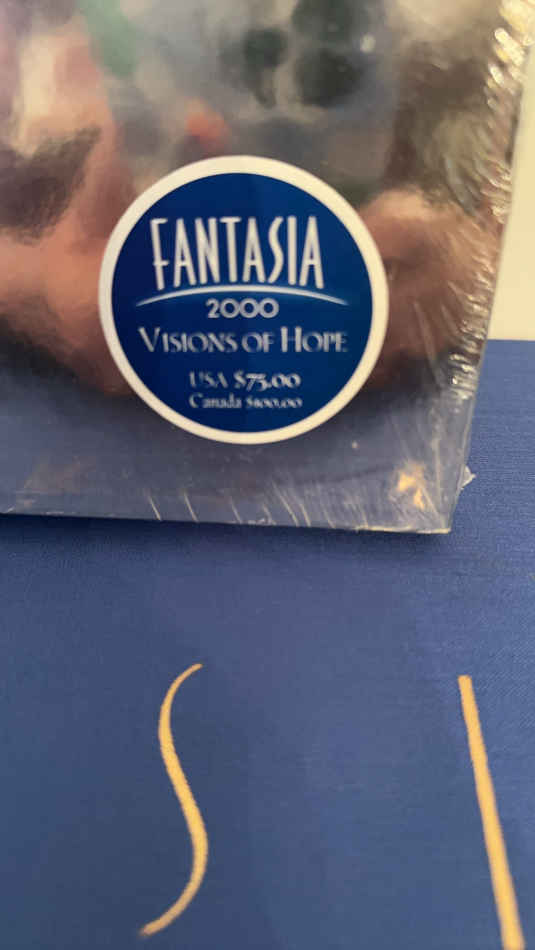 FANTASIA
2000
VISIONS OF HOPE
USA $75.00
Canada $100.00
S I